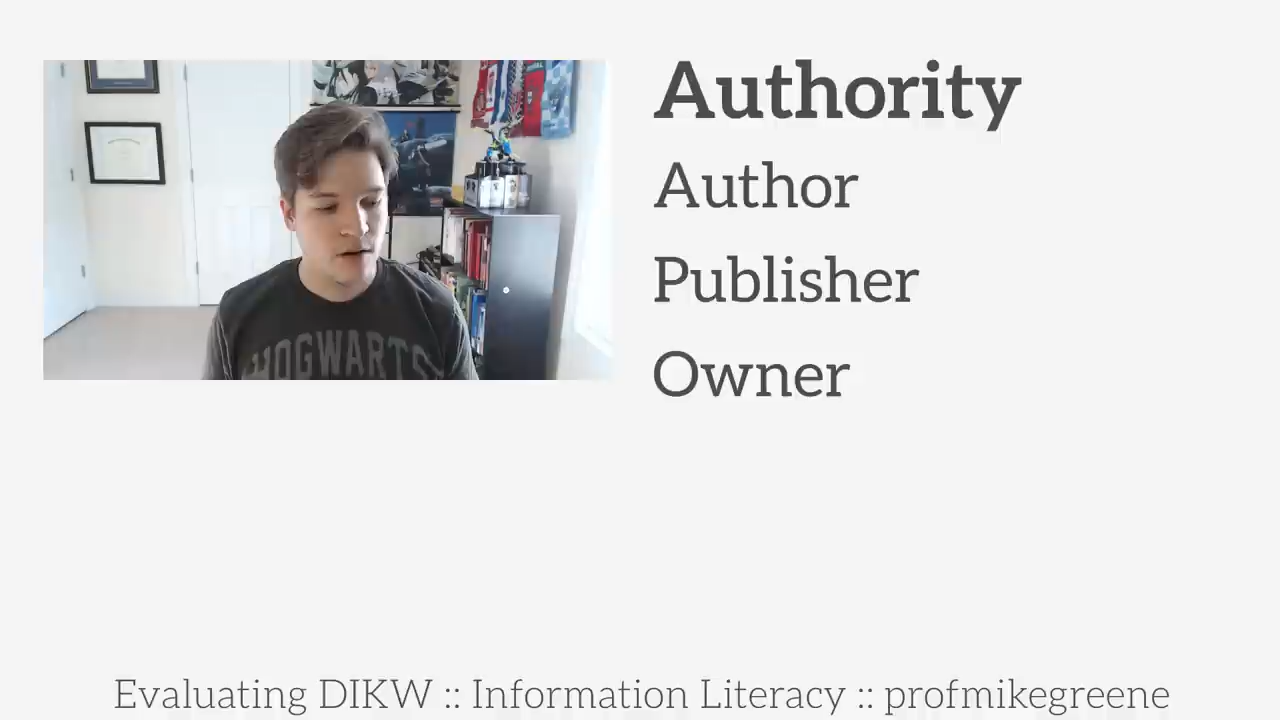 Authority
Author
Publisher
Owner
HOGWARTS
Evaluating DIKW :: Information Literacy :: profmikegreene